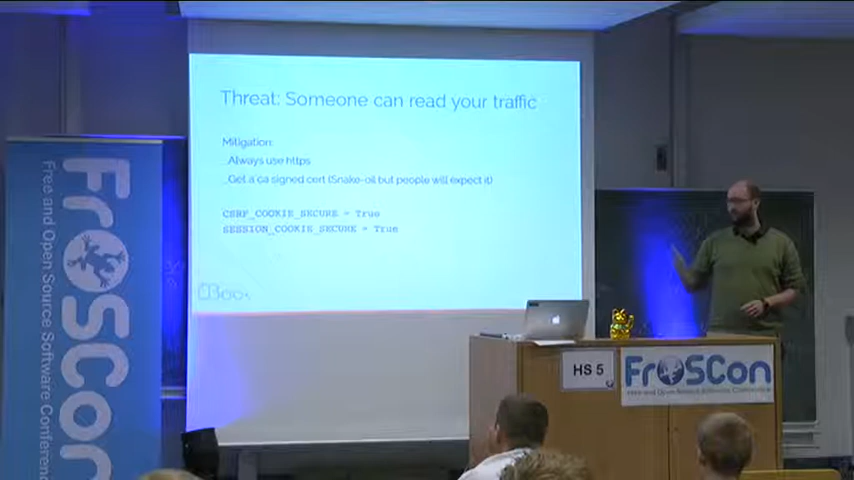 Threat: Someone can read your traffic
Mitigation:
Always use https
Get a ca signed cert (Snake-oil but people will expect it)
CSRF_COOKIE_SECURE = True
SESSION_COOKIE_SECURE = True
FrOSCon
Free and Open Source Software Conference
HS 5
FrOSCon
Free and Open Source Software Conference